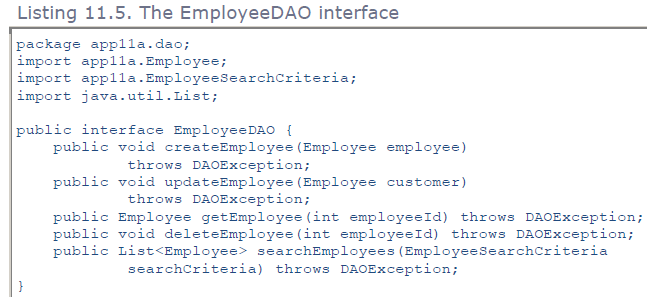 Listing 11.5. The EmployeeDAO interface
package app11a.dao;
import app11a.Employee;
import app11a.EmployeeSearchCriteria;
import java.util.List;
public interface EmployeeDAO {
public void createEmployee(Employee employee)
throws DAOException;
public void updateEmployee(Employee customer)
throws DAOException;
public Employee getEmployee(int employeeId) throws DAOException;
public void deleteEmployee(int employeeId) throws DAOException;
public List<Employee> searchEmployees(EmployeeSearchCriteria
searchCriteria) throws DAOException;
}